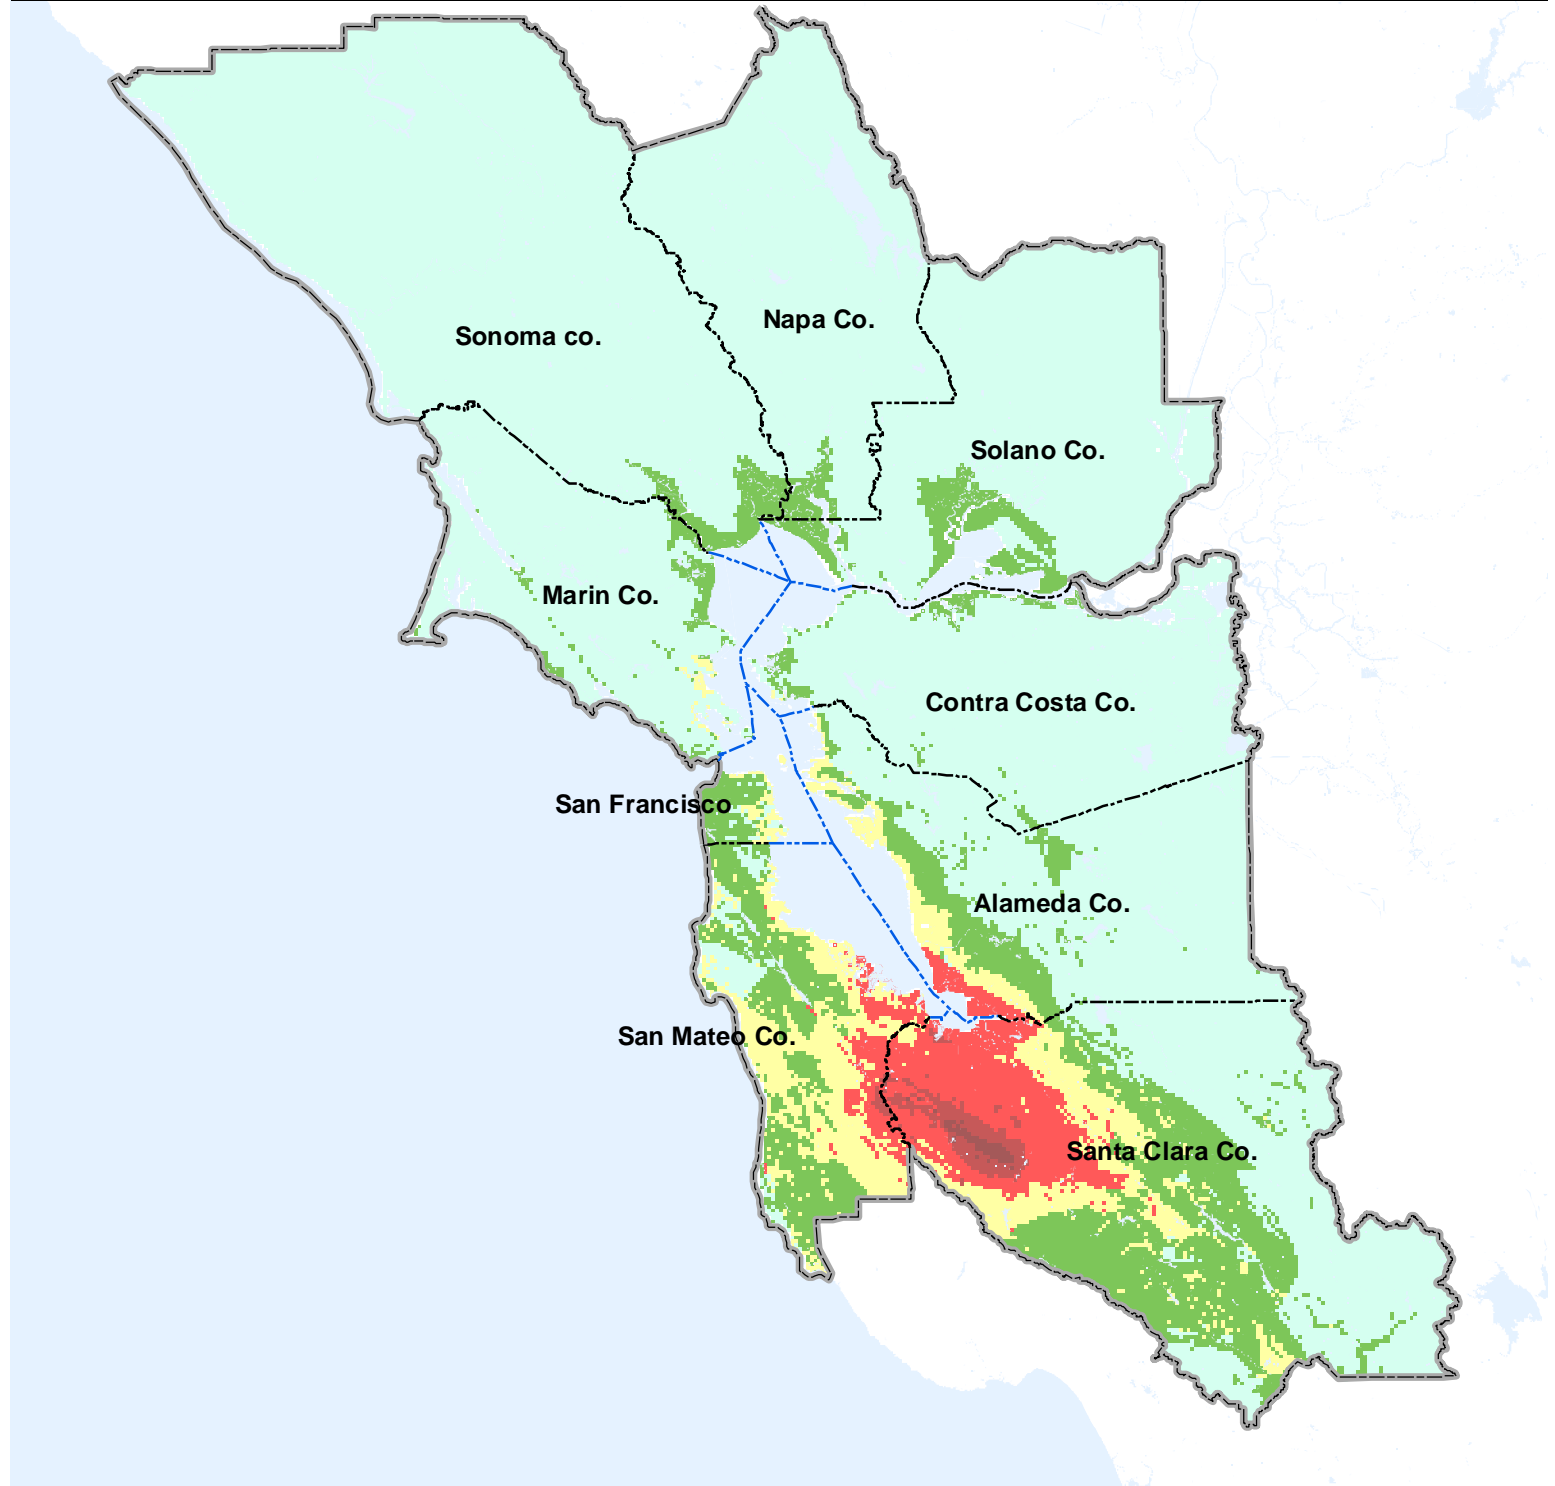 Napa Co.
Sonoma co.
Solano Co.
Marin Co.
Contra Costa Co.
San Francisco
Alameda Co.
San Mateo Co.
Santa Clara Co.